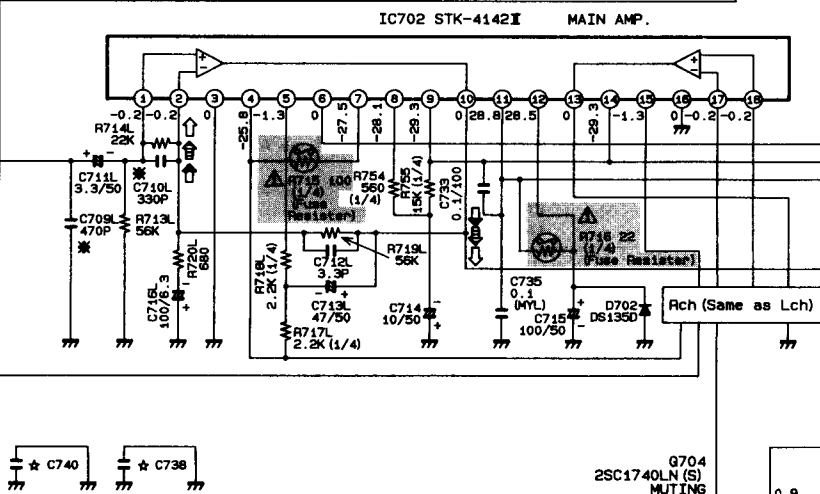 IC702 STK-4142Ⅱ MAIN AMP.
+ -
+ -
1 2 3 4 5 6 7 8 9 10 11 12 13 14 15 16 17 18
-0.2 -0.2 0 -25.8 -1.3 0 -27.5 -28.1 -29.3 0 28.8 28.5 0 -29.3 -1.3 0 -0.2 -0.2
R714L
22K
+ -
C711L
3.3/50
※
C710L
330P
C709L
470P
※
R713L
56K
R720L
680
C716L
100/6.3
-
+
⚠
R715 100
(1/4)
(Fuse
Resister)
R754
560
(1/4)
R755
15K (1/4)
C733
0.1/100
R719L
56K
C712L
3.3P
R718L
2.2K (1/4)
- +
C713L
47/50
R717L
2.2K (1/4)
C714
10/50
-
+
⚠
R716 22
(1/4)
(Fuse Resister)
C735
0.1
(MYL)
C715
100/50
+
-
D702
DS135D
Rch (Same as Lch)
☆ C740
☆ C738
Q704
2SC1740LN (S)
MUTING
0.9